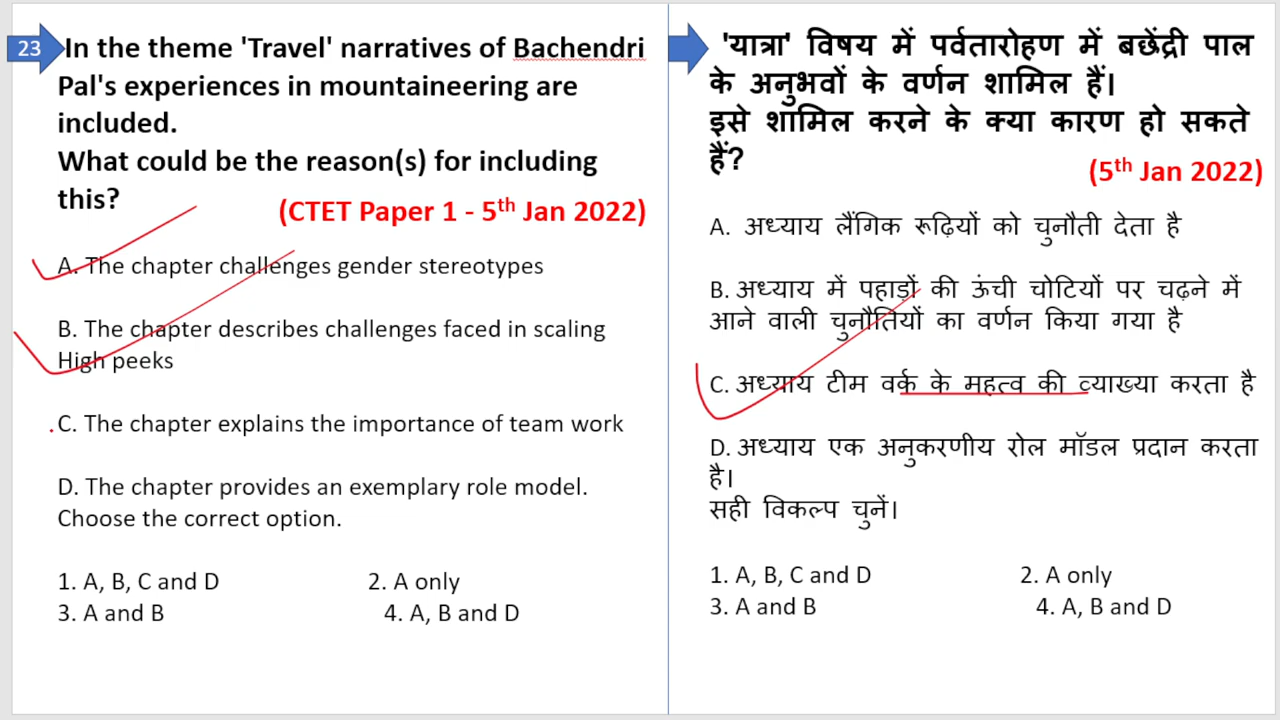 23
In the theme 'Travel' narratives of Bachendri
Pal's experiences in mountaineering are
included.
What could be the reason(s) for including
this?
(CTET Paper 1 - 5th Jan 2022)
A. The chapter challenges gender stereotypes
B. The chapter describes challenges faced in scaling
High peeks
C. The chapter explains the importance of team work
D. The chapter provides an exemplary role model.
Choose the correct option.
1. A, B, C and D 2. A only
3. A and B 4. A, B and D
'यात्रा' विषय में पर्वतारोहण में बछेंद्री पाल
के अनुभवों के वर्णन शामिल हैं।
इसे शामिल करने के क्या कारण हो सकते
हैं?
(5th Jan 2022)
A. अध्याय लैंगिक रूढ़ियों को चुनौती देता है
B. अध्याय में पहाड़ों की ऊंची चोटियों पर चढ़ने में
आने वाली चुनौतियों का वर्णन किया गया है
C. अध्याय टीम वर्क के महत्व की व्याख्या करता है
D. अध्याय एक अनुकरणीय रोल मॉडल प्रदान करता
है।
सही विकल्प चुनें।
1. A, B, C and D 2. A only
3. A and B 4. A, B and D